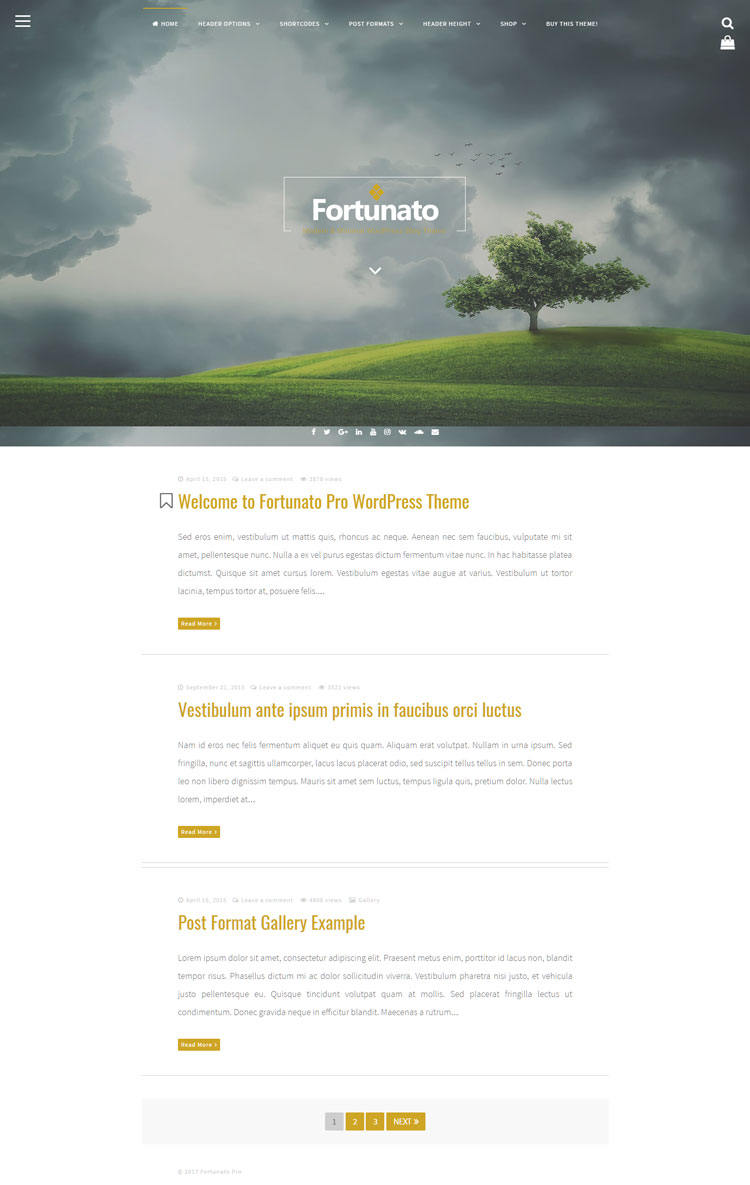 HOME HEADER OPTIONS SHORTCODES POST FORMATS HEADER HEIGHT SHOP BUY THIS THEME!
Fortunato
April 15, 2015 Leave a comment 3878 views
Welcome to Fortunato Pro WordPress Theme
Sed eros enim, vestibulum ut mattis quis, rhoncus ac neque. Aenean nec sem faucibus, vulputate mi sit
amet, pellentesque nunc. Nulla a ex vel purus egestas dictum fermentum vitae nunc. In hac habitasse platea
dictumst. Quisque sit amet cursus lorem. Vestibulum egestas vitae augue at varius. Vestibulum ut tortor
lacinia, tempus tortor at, posuere felis....
Read More
Leave a comment views
Vestibulum ante ipsum primis in faucibus orci luctus
Nam id eros nec felis fermentum aliquet eu quis quam. Aliquam erat volutpat. Nullam in urna ipsum. Sed
fringilla, nunc et sagittis ullamcorper, lacus lacus placerat odio, sed suscipit tellus tellus in sem. Donec porta
leo non libero dignissim tempus. Mauris sit amet sem luctus, tempus ligula quis, pretium dolor. Nulla lectus
lorem, imperdiet at…
Read More
Leave a comment views Gallery
Post Format Gallery Example
Lorem ipsum dolor sit amet, consectetur adipiscing elit. Praesent metus enim, porttitor id lacus non, blandit
tempor risus. Phasellus dictum mi ac dolor sollicitudin viverra. Vestibulum pharetra nisi justo, et vehicula
justo pellentesque eu. Quisque tincidunt volutpat quam at mollis. Sed placerat fringilla lectus ut
condimentum. Donec gravida neque in efficitur blandit. Maecenas a rutrum…
Read More
1 2 3 NEXT
© 2017 Fortunato Pro